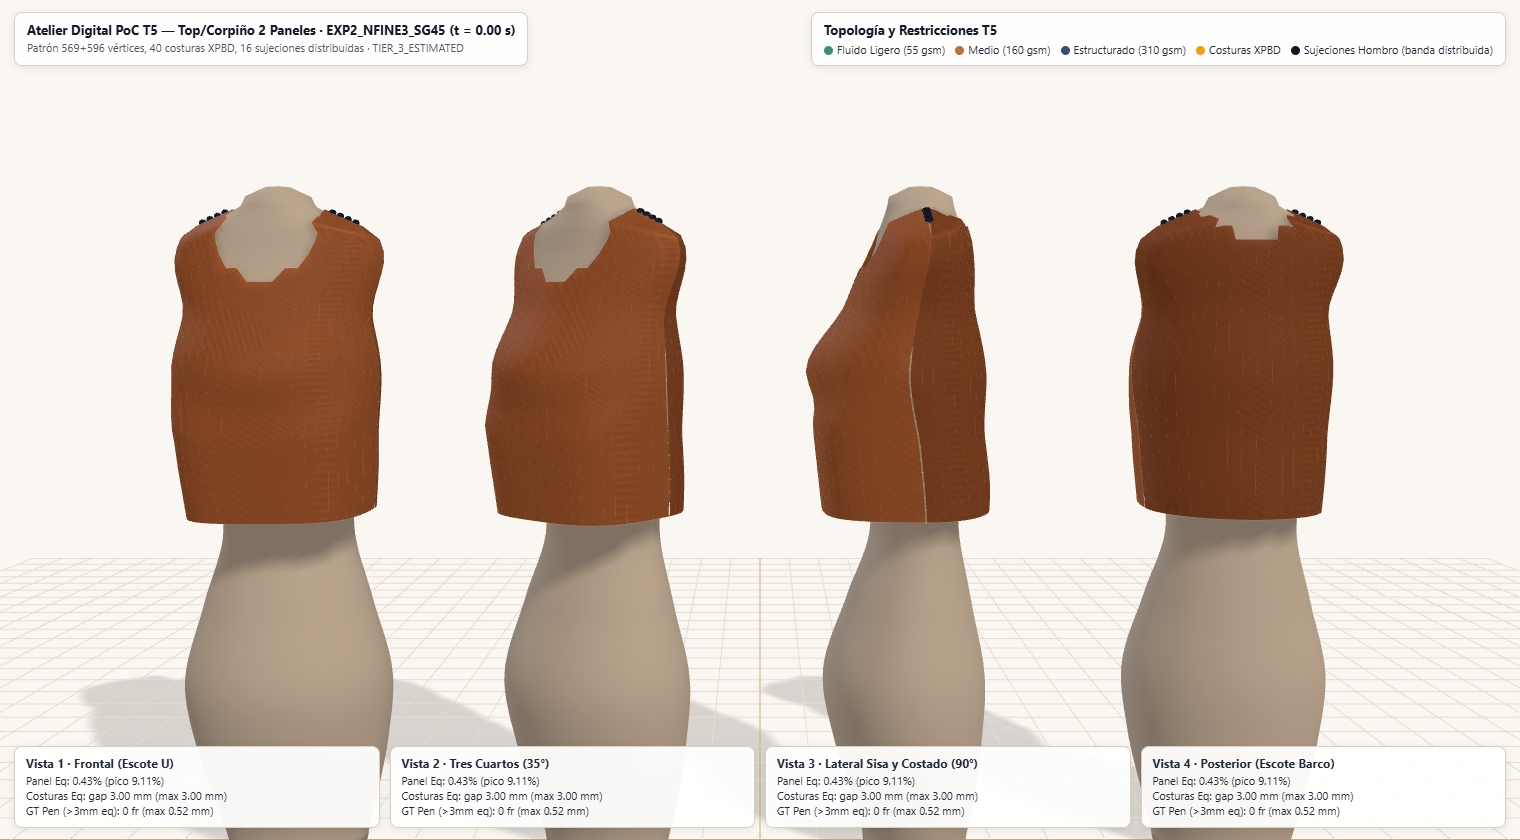 Atelier Digital PoC T5 — Top/Corpiño 2 Paneles · EXP2_NFINE3_SG45 (t = 0.00 s)
Patrón 569+596 vértices, 40 costuras XPBD, 16 sujeciones distribuidas · TIER_3_ESTIMATED
Topología y Restricciones T5
Fluido Ligero (55 gsm) Medio (160 gsm) Estructurado (310 gsm) Costuras XPBD Sujeciones Hombro (banda distribuida)
Vista 1 · Frontal (Escote U)
Panel Eq: 0.43% (pico 9.11%)
Costuras Eq: gap 3.00 mm (max 3.00 mm)
GT Pen (>3mm eq): 0 fr (max 0.52 mm)
Vista 2 · Tres Cuartos (35°)
Panel Eq: 0.43% (pico 9.11%)
Costuras Eq: gap 3.00 mm (max 3.00 mm)
GT Pen (>3mm eq): 0 fr (max 0.52 mm)
Vista 3 · Lateral Sisa y Costado (90°)
Panel Eq: 0.43% (pico 9.11%)
Costuras Eq: gap 3.00 mm (max 3.00 mm)
GT Pen (>3mm eq): 0 fr (max 0.52 mm)
Vista 4 · Posterior (Escote Barco)
Panel Eq: 0.43% (pico 9.11%)
Costuras Eq: gap 3.00 mm (max 3.00 mm)
GT Pen (>3mm eq): 0 fr (max 0.52 mm)